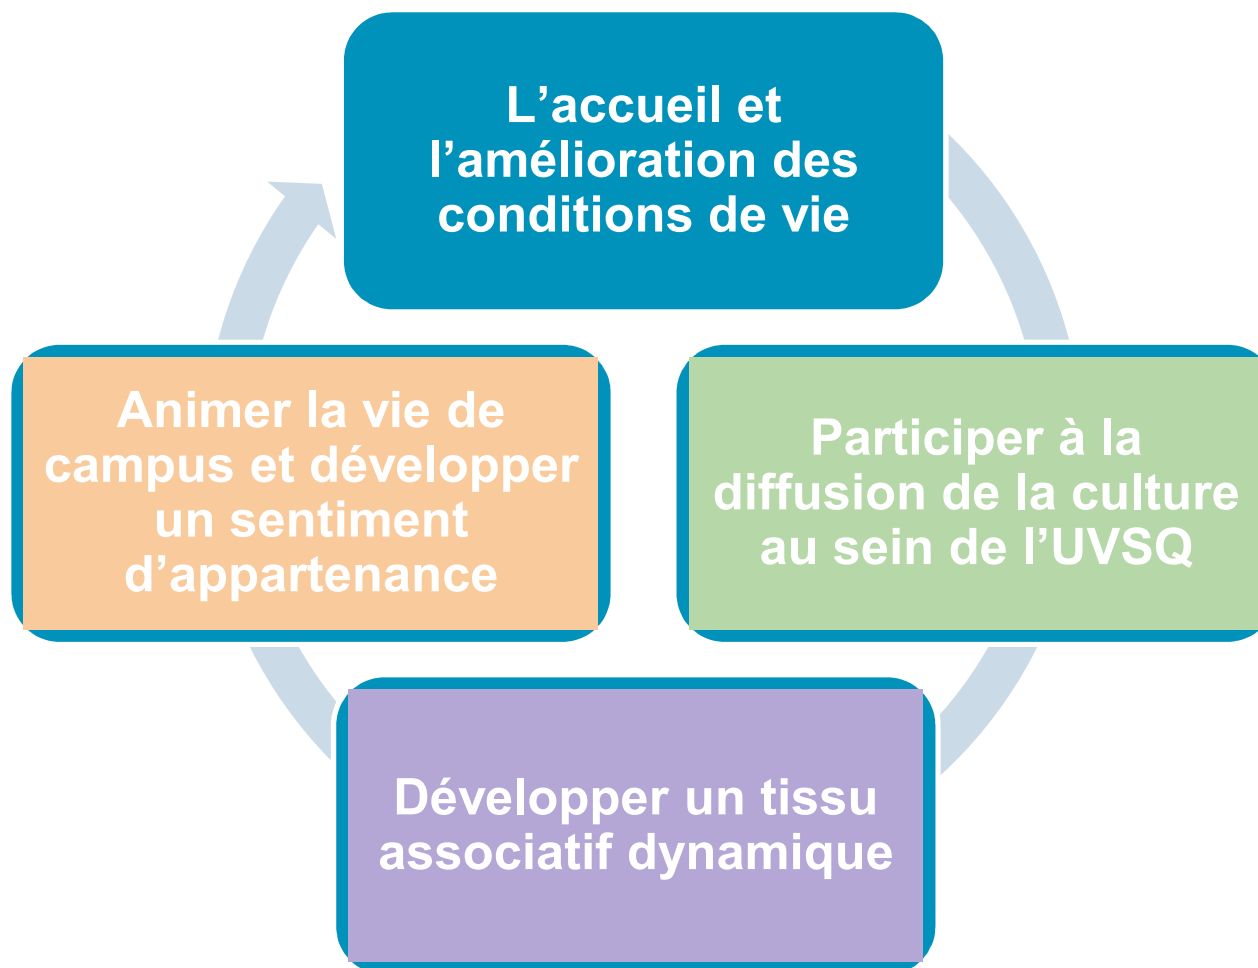 L’accueil et
l’amélioration des
conditions de vie
Animer la vie de
campus et développer
un sentiment
d’appartenance
Participer à la
diffusion de la culture
au sein de l’UVSQ
Développer un tissu
associatif dynamique